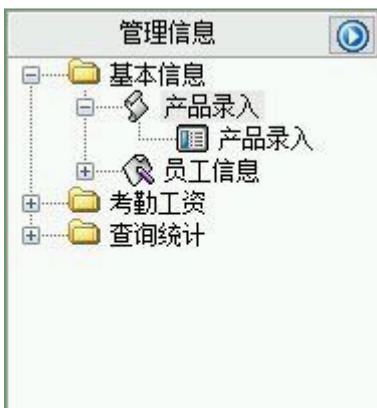 管理信息
基本信息
产品录入
产品录入
员工信息
考勤工资
查询统计